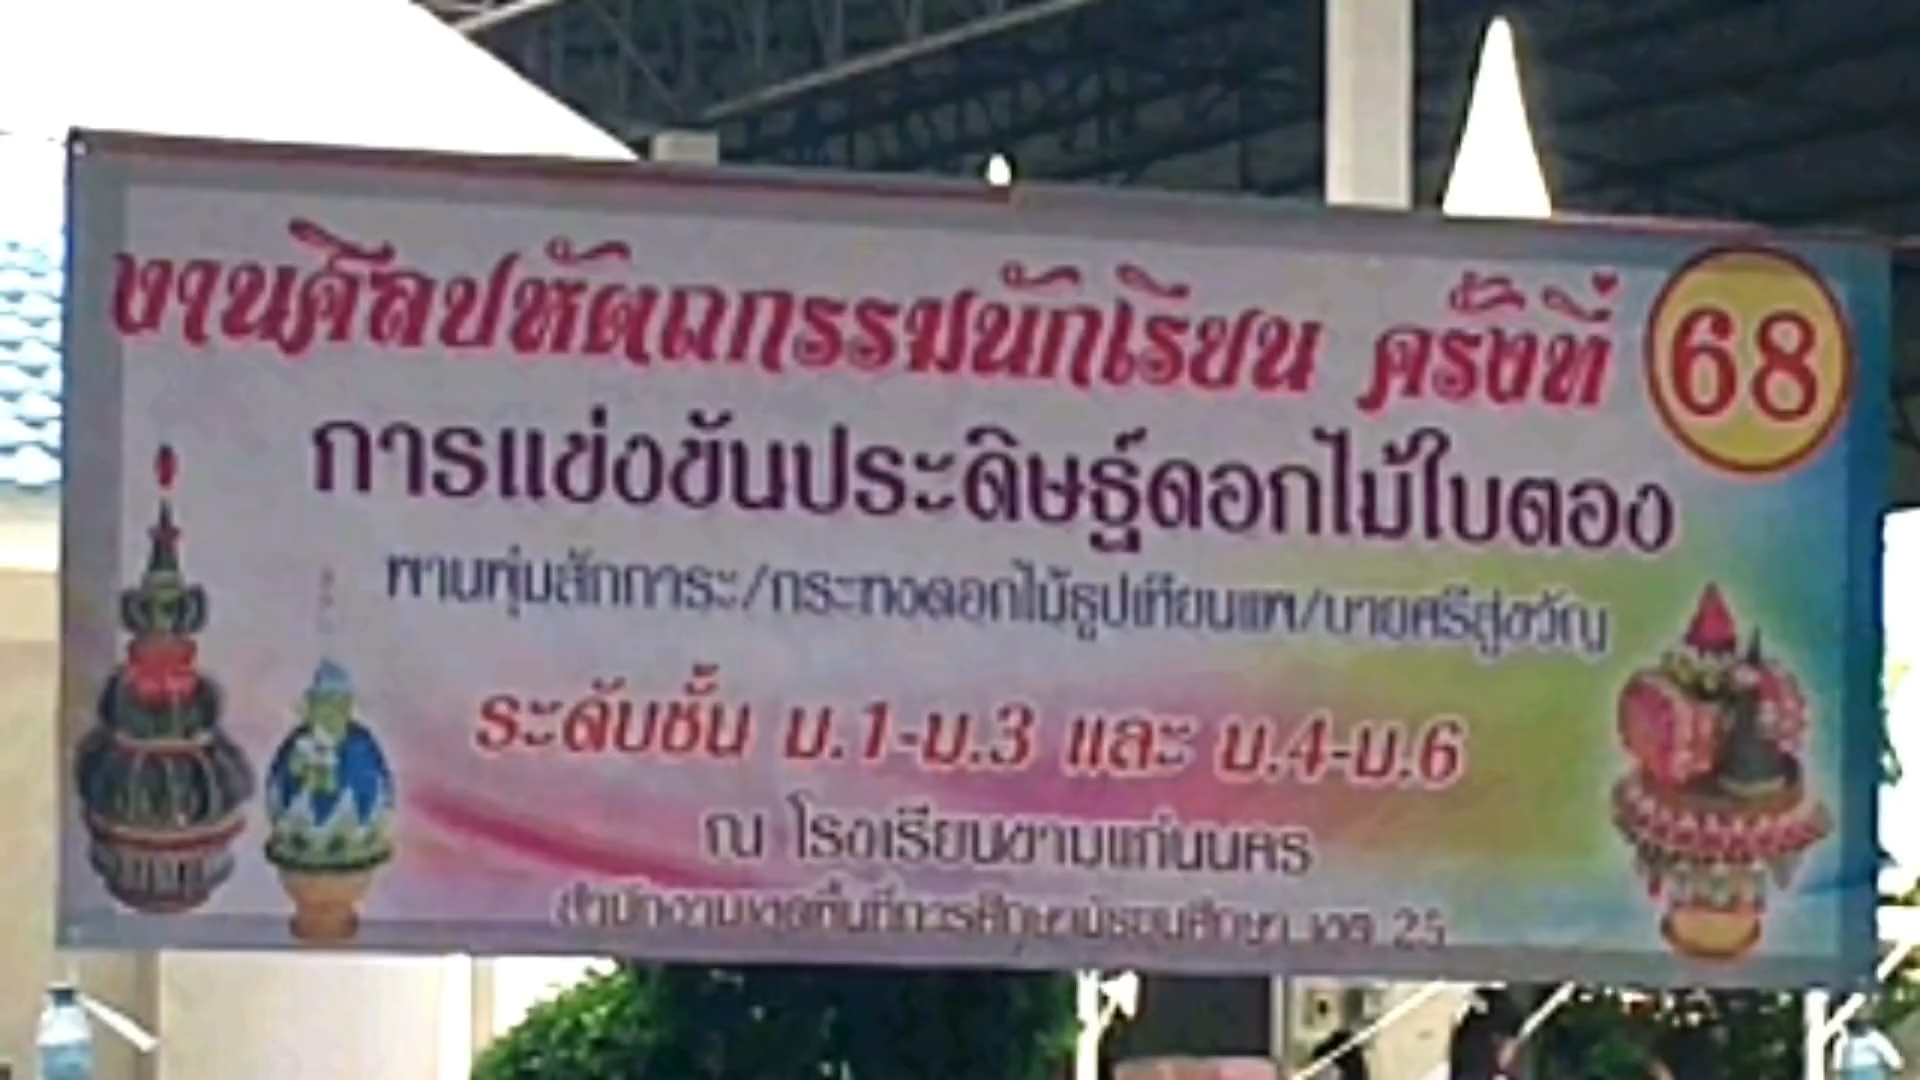 งานศิลปหัตถกรรมนักเรียน ครั้งที่ 68
การแข่งขันประดิษฐ์ดอกไม้ใบตอง
พานพุ่มสักการะ/กระทงดอกไม้ธูปเทียนแพ/บายศรีสู่ขวัญ
ระดับชั้น ม.1-ม.3 และ ม.4-ม.6
ณ โรงเรียนขามแก่นนคร
สำนักงานเขตพื้นที่การศึกษามัธยมศึกษา เขต 25